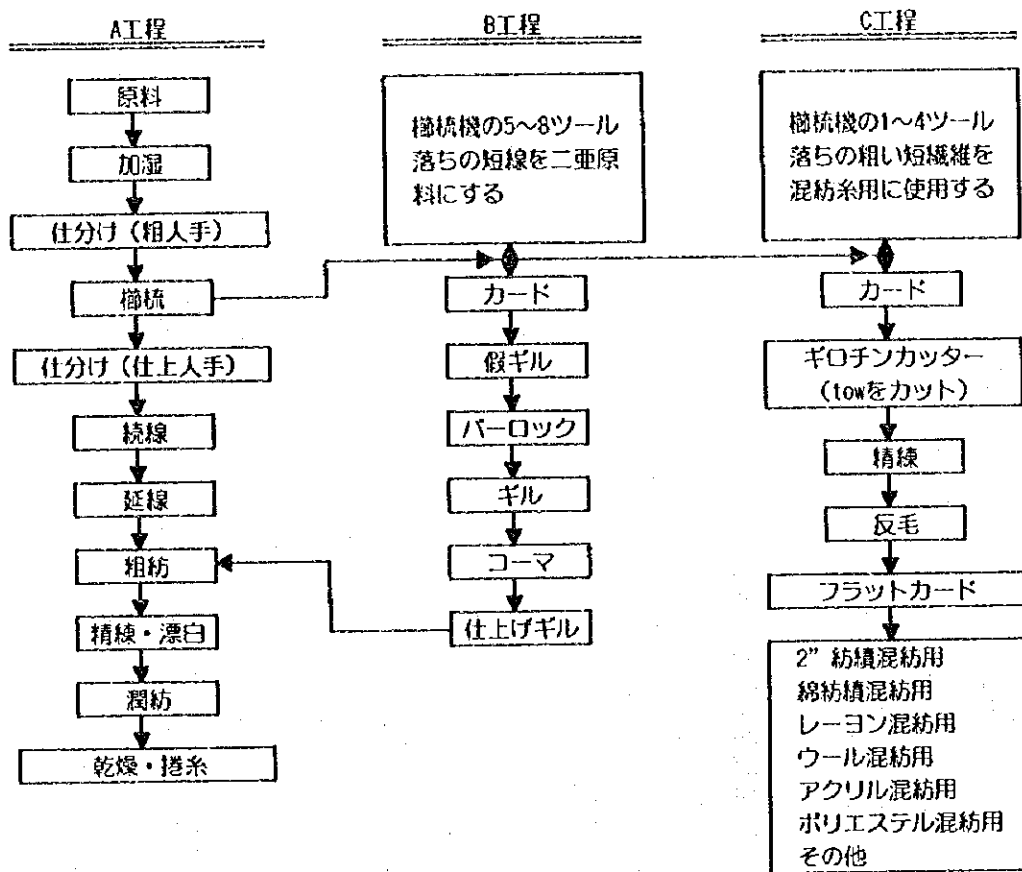 A工程
原料
加湿
仕分け（粗人手）
櫛梳
仕分け（仕上人手）
続線
延線
粗紡
精練・漂白
潤紡
乾燥・捲糸
B工程
櫛梳機の5～8ツール
落ちの短線を二亜原
料にする
カード
假ギル
バーロック
ギル
コーマ
仕上げギル
C工程
櫛梳機の1～4ツール
落ちの粗い短繊維を
混紡糸用に使用する
カード
ギロチンカッター
（towをカット）
精練
反毛
フラットカード
2” 紡績混紡用
綿紡績混紡用
レーヨン混紡用
ウール混紡用
アクリル混紡用
ポリエステル混紡用
その他